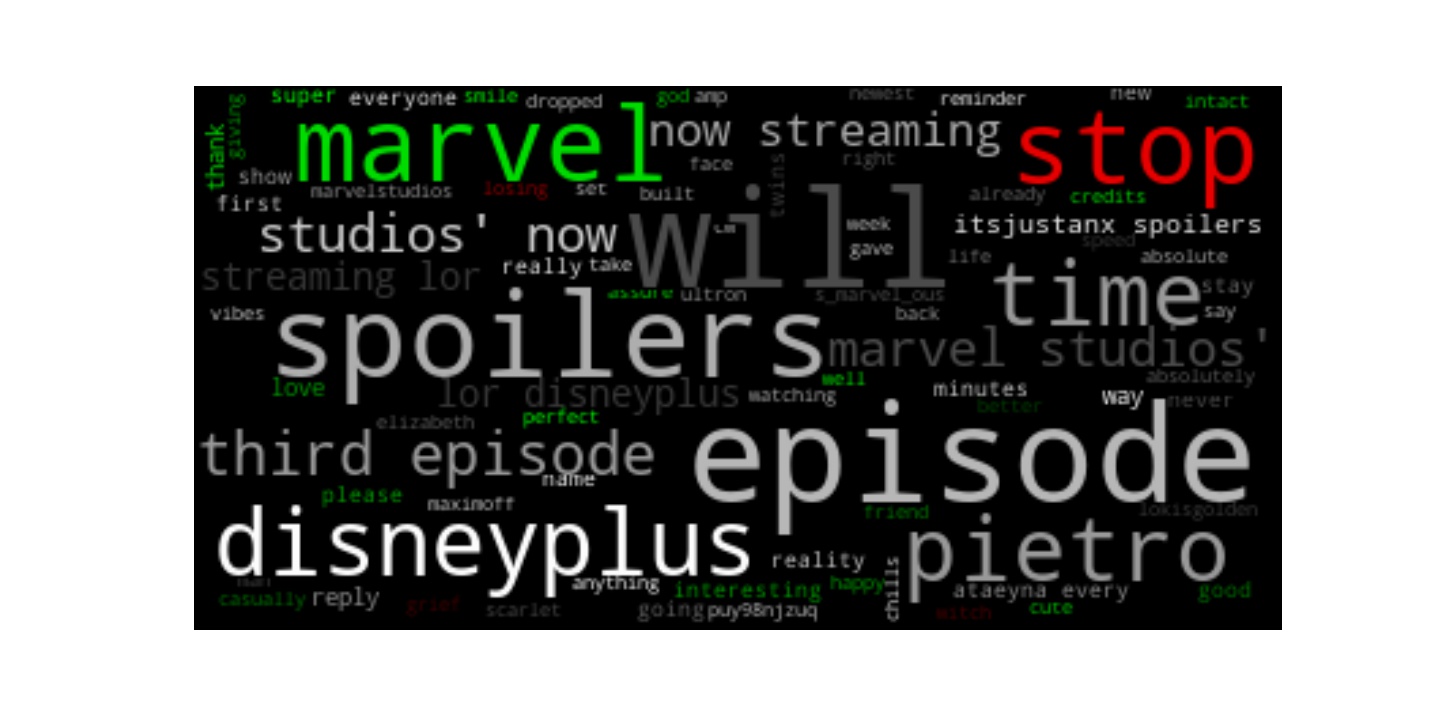 super everyone smile dropped god amp newest reminder new intact
thank giving marvel now streaming stop
face right twins
show marvelstudios losing set built already credits
first studios' now will week itsjustanx spoilers
gave speed
streaming lor really take life absolute
assure ultron s_marvel_ous time stay
vibes spoilers back say
marvel studios'
love well absolutely
lor disneyplus watching minutes better way never
elizabeth perfect
third episode episode
name
please maximoff friend lokisgolden
disneyplus pietro
reality
man anything interesting happy chills ataeyna every good
casually reply grief scarlet going puy98njzuq witch cute